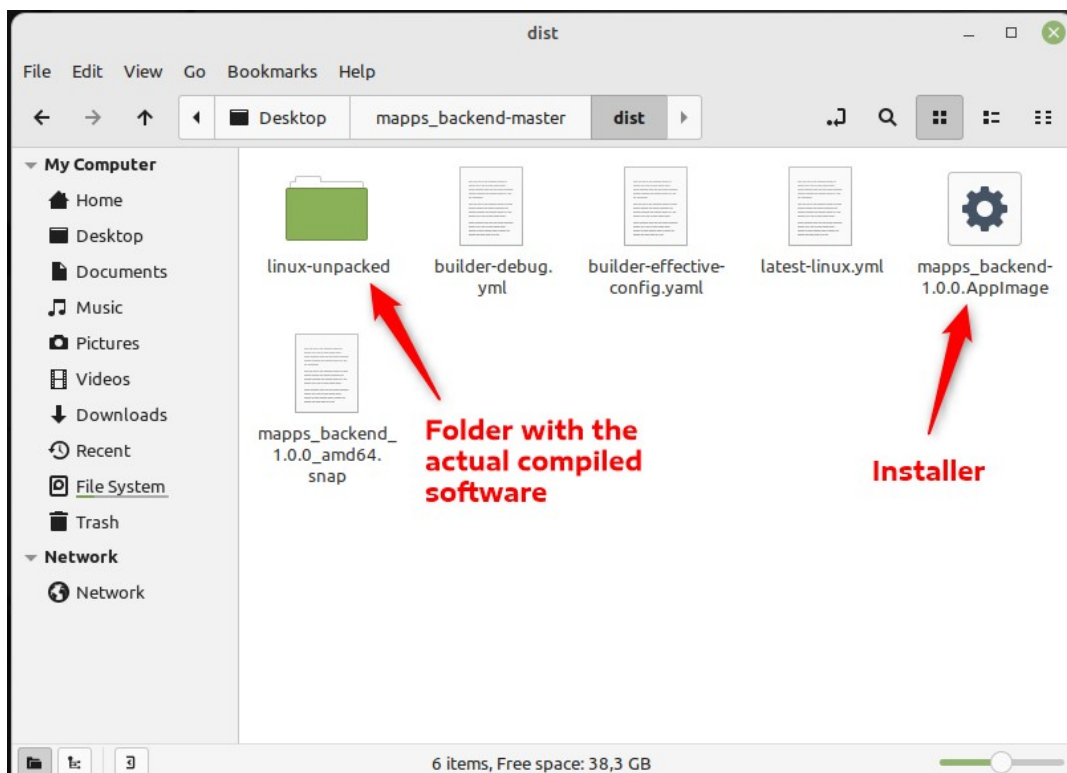 dist
File Edit View Go Bookmarks Help
Desktop mapps_backend-master dist
My Computer
Home
Desktop
Documents
Music
Pictures
Videos
Downloads
Recent
File System
Trash
Network
Network
linux-unpacked
builder-debug.
yml
builder-effective-
config.yaml
latest-linux.yml
mapps_backend-
1.0.0.AppImage
mapps_backend_
1.0.0_amd64.
snap
Folder with the
actual compiled
software
Installer
6 items, Free space: 38,3 GB